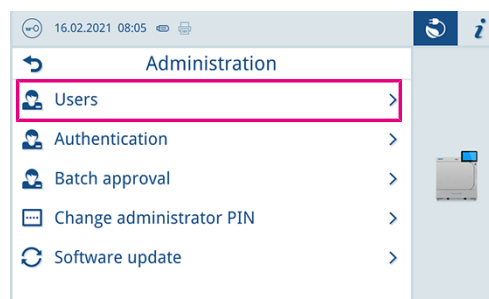 16.02.2021 08:05
Administration
Users
Authentication
Batch approval
Change administrator PIN
Software update